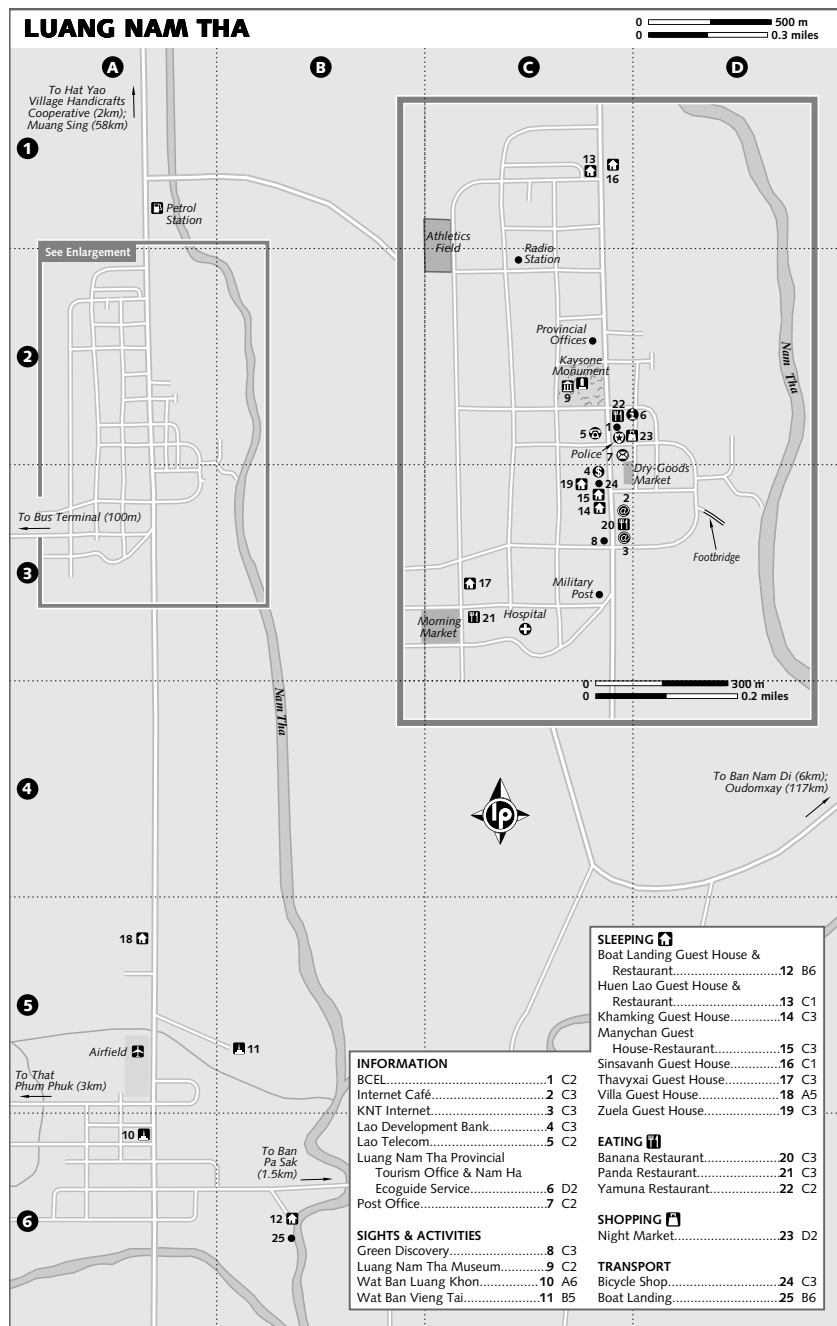 LUANG NAM THA
0 500 m
0 0.3 miles
A
B
C
D
1
2
3
4
5
6
To Hat Yao
Village Handicrafts
Cooperative (2km);
Muang Sing (58km)
Petrol
Station
See Enlargement
To Bus Terminal (100m)
Nam Tha
13
16
Athletics
Field
Radio
Station
Provincial
Offices
Kaysone
Monument
9
Nam Tha
22
6
1
5
23
Police
7
4
Dry-Goods
Market
19
24
15
2
14
20
8
3
Footbridge
17
Military
Post
21
Hospital
Morning
Market
0 300 m
0 0.2 miles
lp
To Ban Nam Di (6km);
Oudomxay (117km)
18
Airfield
11
To That
Phum Phuk (3km)
10
To Ban
Pa Sak
(1.5km)
12
25
INFORMATION
BCEL 1 C2
Internet Café 2 C3
KNT Internet 3 C3
Lao Development Bank 4 C3
Lao Telecom 5 C2
Luang Nam Tha Provincial
Tourism Office & Nam Ha
Ecoguide Service 6 D2
Post Office 7 C2
SIGHTS & ACTIVITIES
Green Discovery 8 C3
Luang Nam Tha Museum 9 C2
Wat Ban Luang Khon 10 A6
Wat Ban Vieng Tai 11 B5
SLEEPING
Boat Landing Guest House &
Restaurant 12 B6
Huen Lao Guest House &
Restaurant 13 C1
Khamking Guest House 14 C3
Manychan Guest
House-Restaurant 15 C3
Sinsavanh Guest House 16 C1
Thavyxai Guest House 17 C3
Villa Guest House 18 A5
Zuela Guest House 19 C3
EATING
Banana Restaurant 20 C3
Panda Restaurant 21 C3
Yamuna Restaurant 22 C2
SHOPPING
Night Market 23 D2
TRANSPORT
Bicycle Shop 24 C3
Boat Landing 25 B6